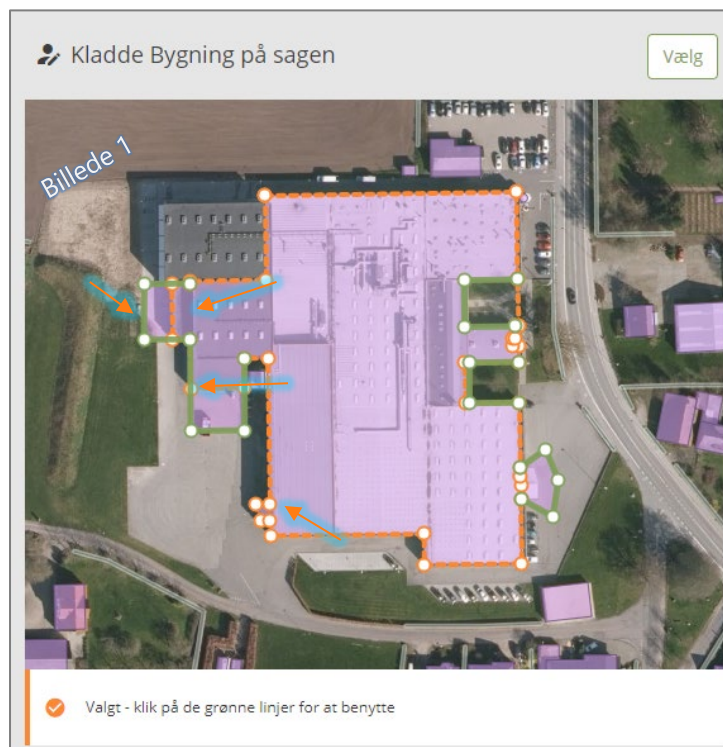 Kladde Bygning på sagen
Vælg
Billede 1
Valgt - klik på de grønne linjer for at benytte